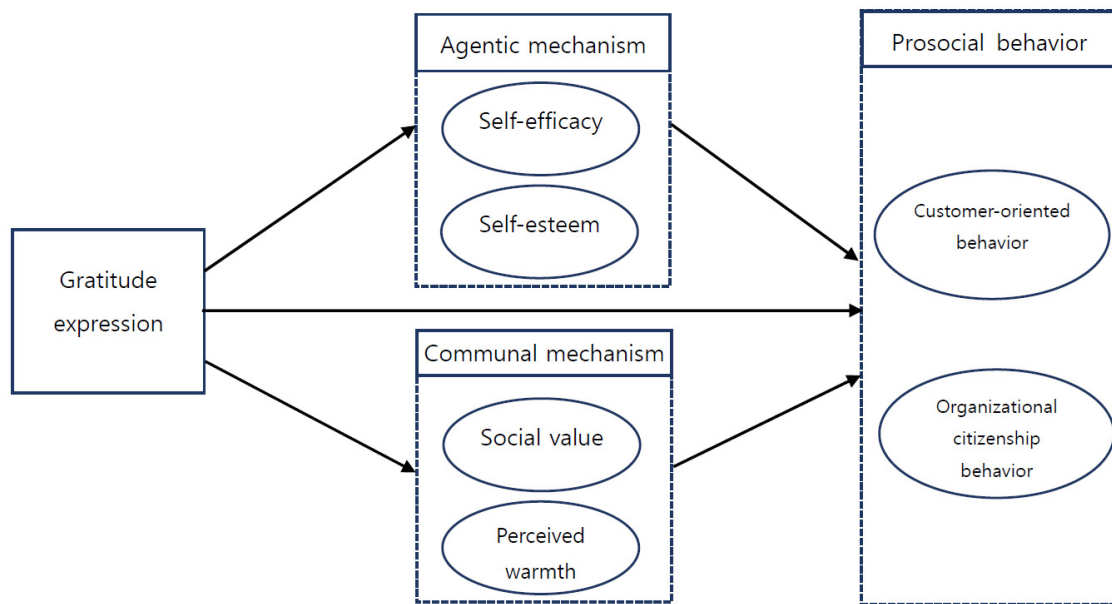 Gratitude
expression
Agentic mechanism
Self-efficacy
Self-esteem
Communal mechanism
Social value
Perceived
warmth
Prosocial behavior
Customer-oriented
behavior
Organizational
citizenship
behavior